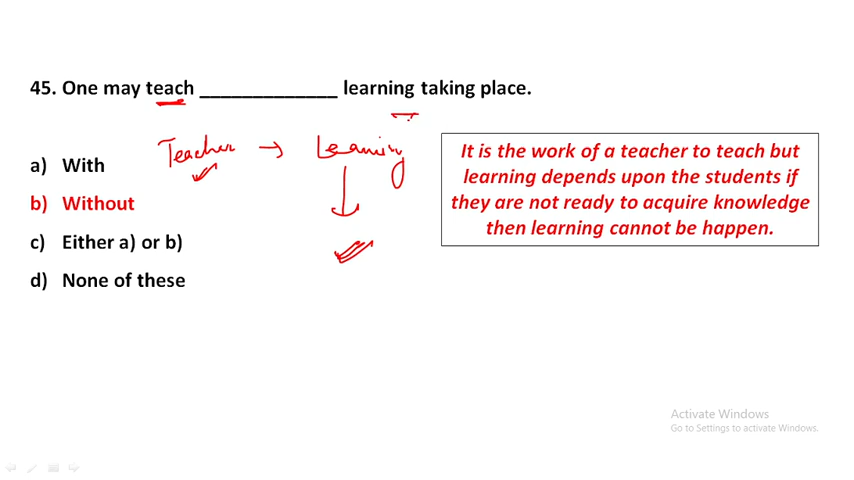 45. One may teach _____________ learning taking place.
Teacher → Learning
a) With
b) Without
c) Either a) or b)
d) None of these
It is the work of a teacher to teach but
learning depends upon the students if
they are not ready to acquire knowledge
then learning cannot be happen.
Activate Windows
Go to Settings to activate Windows.